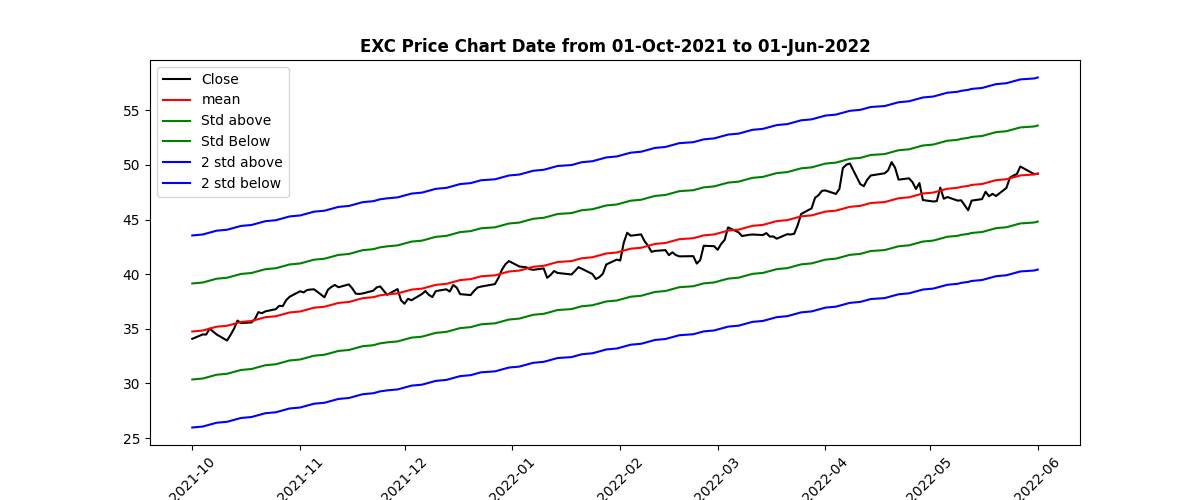 EXC Price Chart Date from 01-Oct-2021 to 01-Jun-2022
Close
mean
Std above
Std Below
2 std above
2 std below
55
50
45
40
35
30
25
2021-10
2021-11
2021-12
2022-01
2022-02
2022-03
2022-04
2022-05
2022-06